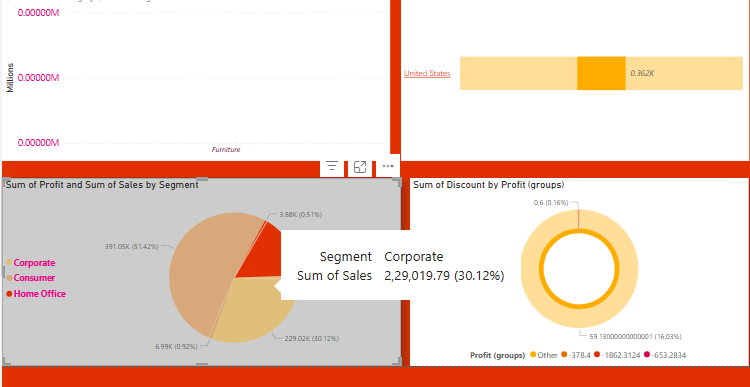 0.00000M
0.00000M
0.00000M
Millions
Furniture
United States
0.362K
Sum of Profit and Sum of Sales by Segment
Corporate
Consumer
Home Office
391.05K (51.42%)
3.88K (0.51%)
6.99K (0.92%)
229.02K (30.12%)
Segment Corporate
Sum of Sales 2,29,019.79 (30.12%)
Sum of Discount by Profit (groups)
0.6 (0.16%)
59.13000000000001 (16.03%)
Profit (groups) Other -378.4 -1862.3124 -653.2834